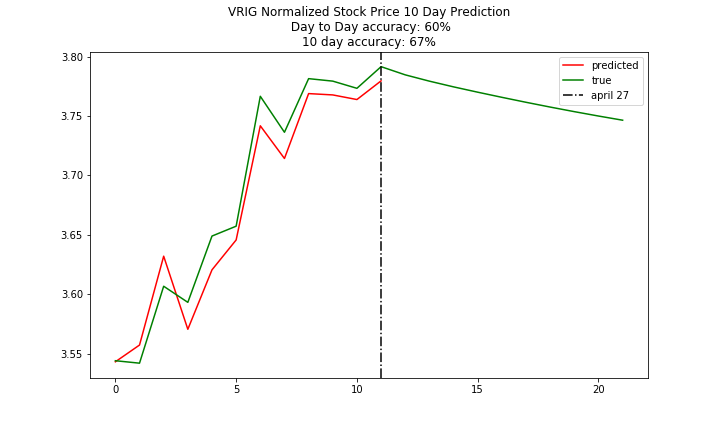 VRIG Normalized Stock Price 10 Day Prediction
Day to Day accuracy: 60%
10 day accuracy: 67%
3.80
3.75
3.70
3.65
3.60
3.55
0
5
10
15
20
predicted
true
april 27